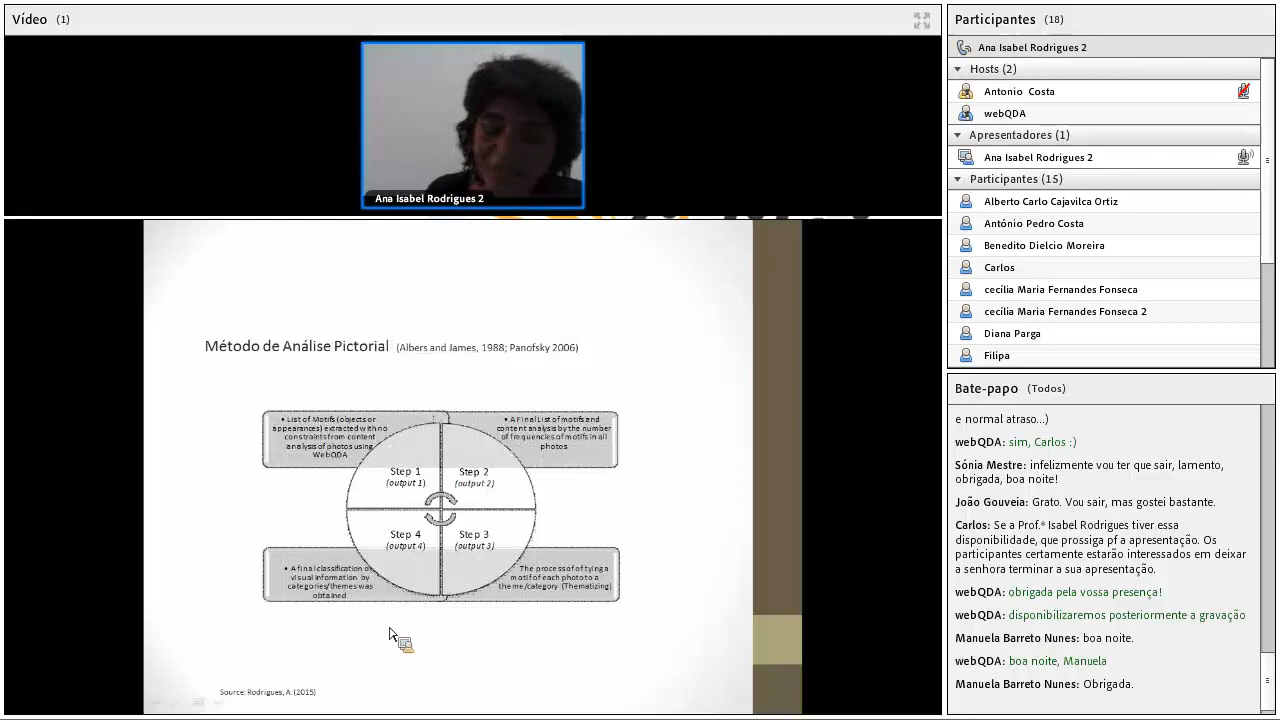 Vídeo (1)
Ana Isabel Rodrigues 2
Método de Análise Pictorial (Albers and James, 1988; Panofsky 2006)
• List of Motifs (objects or
appearances) extracted with no
constraints from content
analysis of photos using
WebQDA
• A Final List of motifs and
content analysis by the number
of frequencies of motifs in all
photos
Step 1
(output 1)
Step 2
(output 2)
Step 4
(output 4)
Step 3
(output 3)
• A final classification of
visual information by
categories/themes was
obtained
The process of tying a
motif of each photo to a
theme/category (Thematizing)
Source: Rodrigues, A. (2015)
Participantes (18)
Ana Isabel Rodrigues 2
Hosts (2)
Antonio Costa
webQDA
Apresentadores (1)
Ana Isabel Rodrigues 2
Participantes (15)
Alberto Carlo Cajavilca Ortiz
António Pedro Costa
Benedito Dielcio Moreira
Carlos
cecília Maria Fernandes Fonseca
cecília Maria Fernandes Fonseca 2
Diana Parga
Filipa
Bate-papo (Todos)
e normal atraso..)
webQDA: sim, Carlos :)
Sónia Mestre: infelizmente vou ter que sair, lamento,
obrigada, boa noite!
João Gouveia: Grato. Vou sair, mas gostei bastante.
Carlos: Se a Prof.ª Isabel Rodrigues tiver essa
disponibilidade, que prossiga pf a apresentação. Os
participantes certamente estarão interessados em deixar
a senhora terminar a sua apresentação.
webQDA: obrigada pela vossa presença!
webQDA: disponibilizaremos posteriormente a gravação
Manuela Barreto Nunes: boa noite.
webQDA: boa noite, Manuela
Manuela Barreto Nunes: Obrigada.